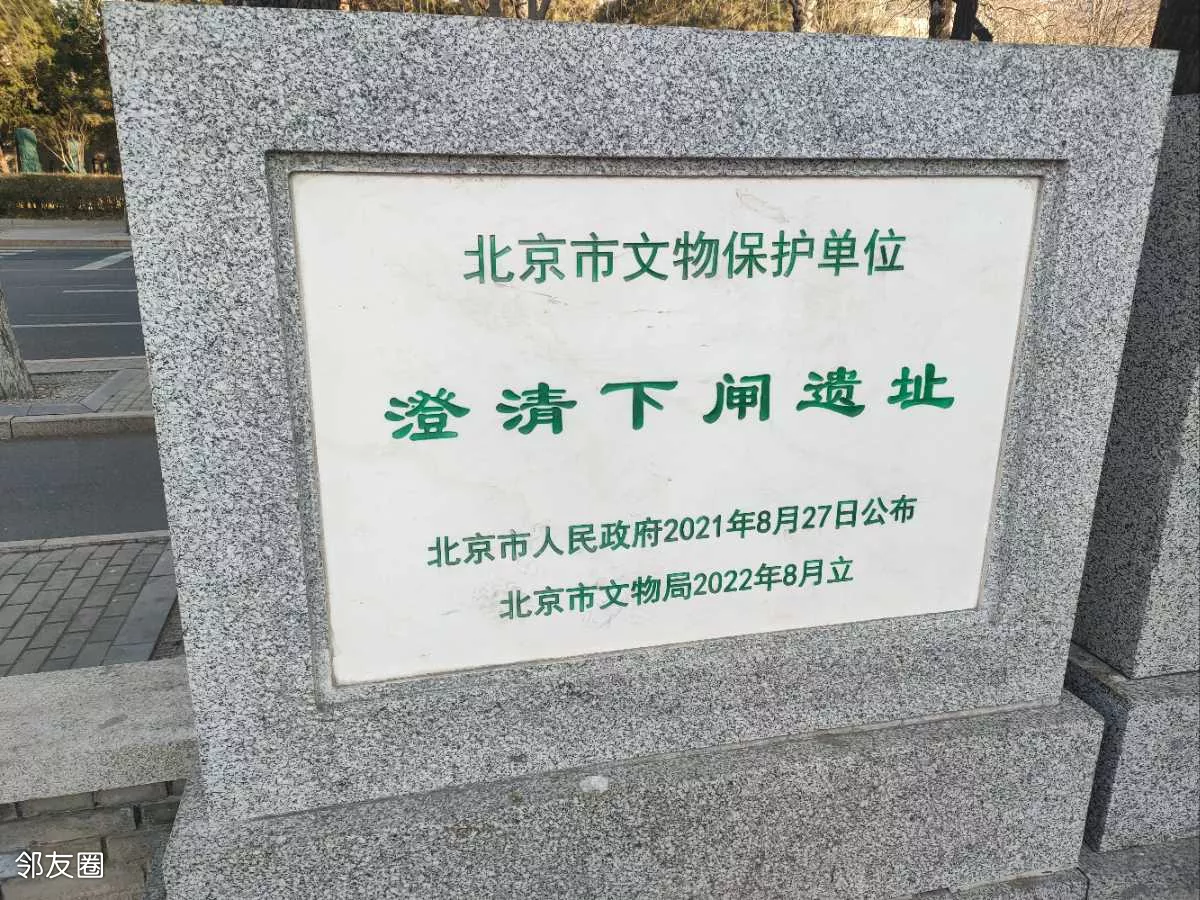 北京市文物保护单位
澄清下闸遗址
北京市人民政府2021年8月27日公布
北京市文物局2022年8月立
邻友圈